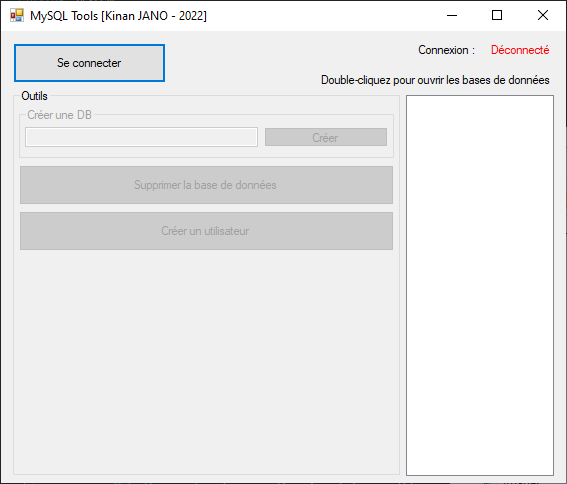 MySQL Tools [Kinan JANO - 2022]
Se connecter
Connexion : Déconnecté
Double-cliquez pour ouvrir les bases de données
Outils
Créer une DB
Créer
Supprimer la base de données
Créer un utilisateur